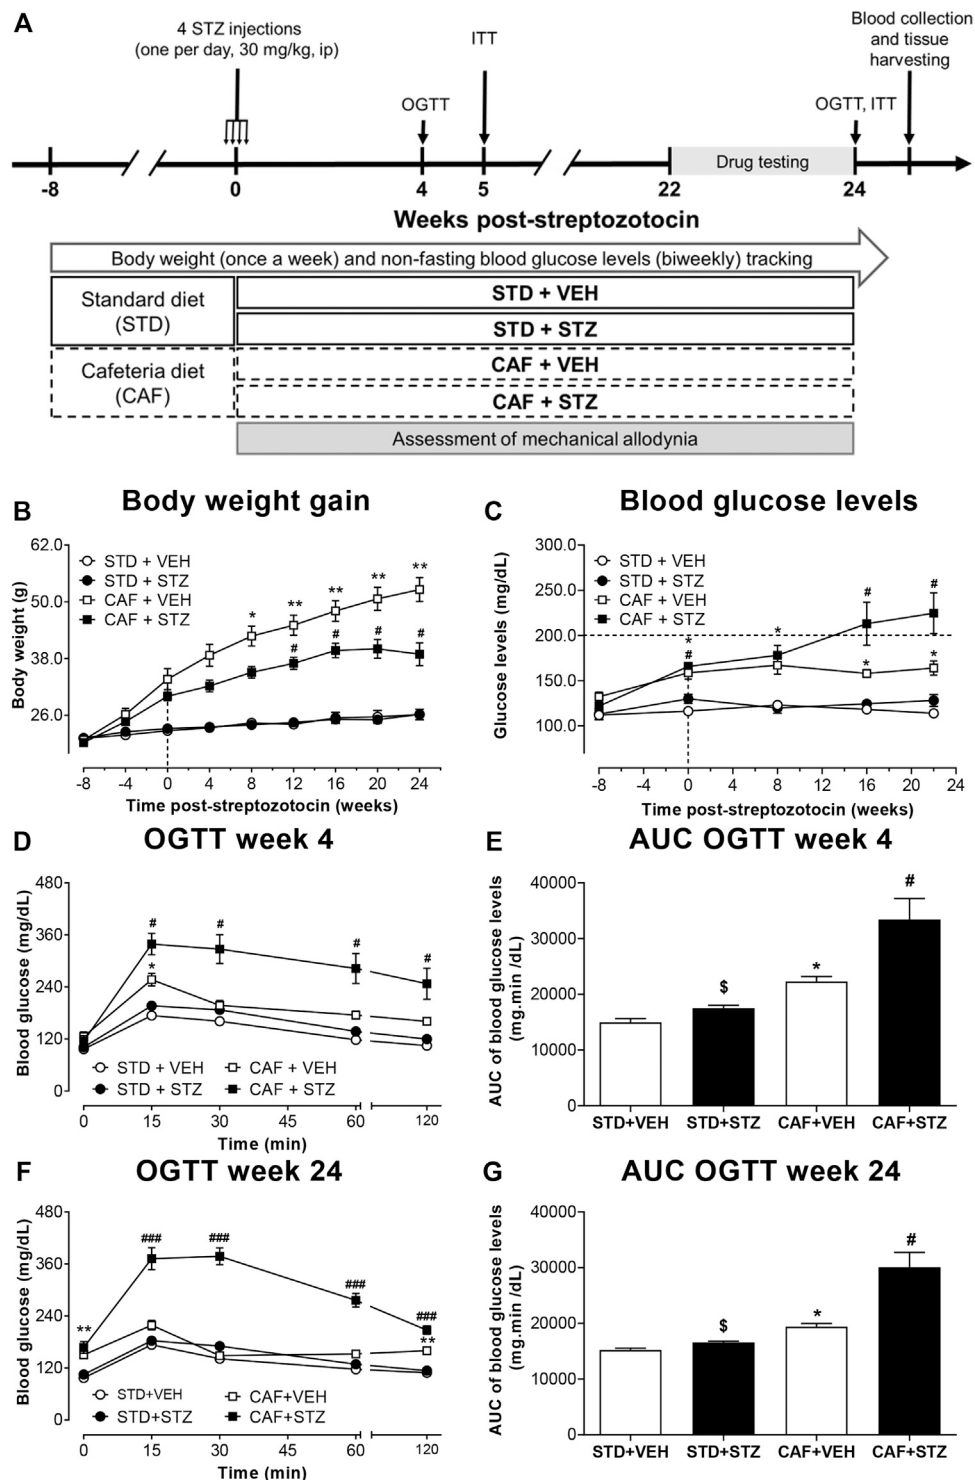 A
4 STZ injections
(one per day, 30 mg/kg, ip)
ITT
OGTT
OGTT, ITT
Blood collection
and tissue
harvesting
Drug testing
-8
0
4
5
22
24
Weeks post-streptozotocin
Body weight (once a week) and non-fasting blood glucose levels (biweekly) tracking
Standard diet
(STD)
STD + VEH
STD + STZ
Cafeteria diet
(CAF)
CAF + VEH
CAF + STZ
Assessment of mechanical allodynia
B
Body weight gain
Body weight (g)
62.0
50.0
38.0
26.0
STD + VEH
STD + STZ
CAF + VEH
CAF + STZ
* ** ** ** **
# # # #
-8 -4 0 4 8 12 16 20 24
Time post-streptozotocin (weeks)
C
Blood glucose levels
Glucose levels (mg/dL)
300.0
250.0
200.0
150.0
100.0
STD + VEH
STD + STZ
CAF + VEH
CAF + STZ
# #
* *
#
* *
-8 -4 0 4 8 12 16 20 24
Time post-streptozotocin (weeks)
D
OGTT week 4
Blood glucose (mg/dL)
480
360
240
120
0
# # # #
*
STD + VEH
STD + STZ
CAF + VEH
CAF + STZ
0 15 30 45 60 120
Time (min)
E
AUC OGTT week 4
AUC of blood glucose levels
(mg.min /dL)
40000
30000
20000
10000
0
$
*
#
STD+VEH STD+STZ CAF+VEH CAF+STZ
F
OGTT week 24
Blood glucose (mg/dL)
480
360
240
120
0
### ### ### ###
** **
STD+VEH
STD+STZ
CAF+VEH
CAF+STZ
0 15 30 45 60 120
Time (min)
G
AUC OGTT week 24
AUC of blood glucose levels
(mg.min /dL)
40000
30000
20000
10000
0
$
*
#
STD+VEH STD+STZ CAF+VEH CAF+STZ